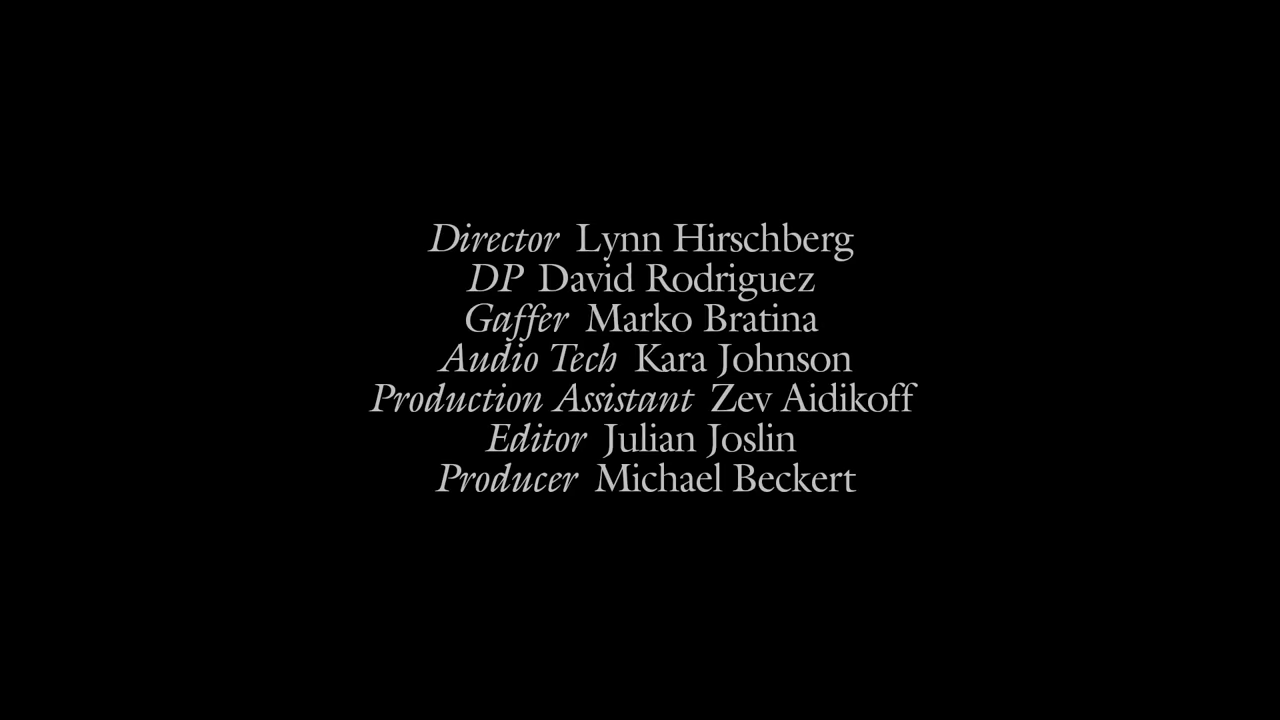 Director Lynn Hirschberg
DP David Rodriguez
Gaffer Marko Bratina
Audio Tech Kara Johnson
Production Assistant Zev Aidikoff
Editor Julian Joslin
Producer Michael Beckert